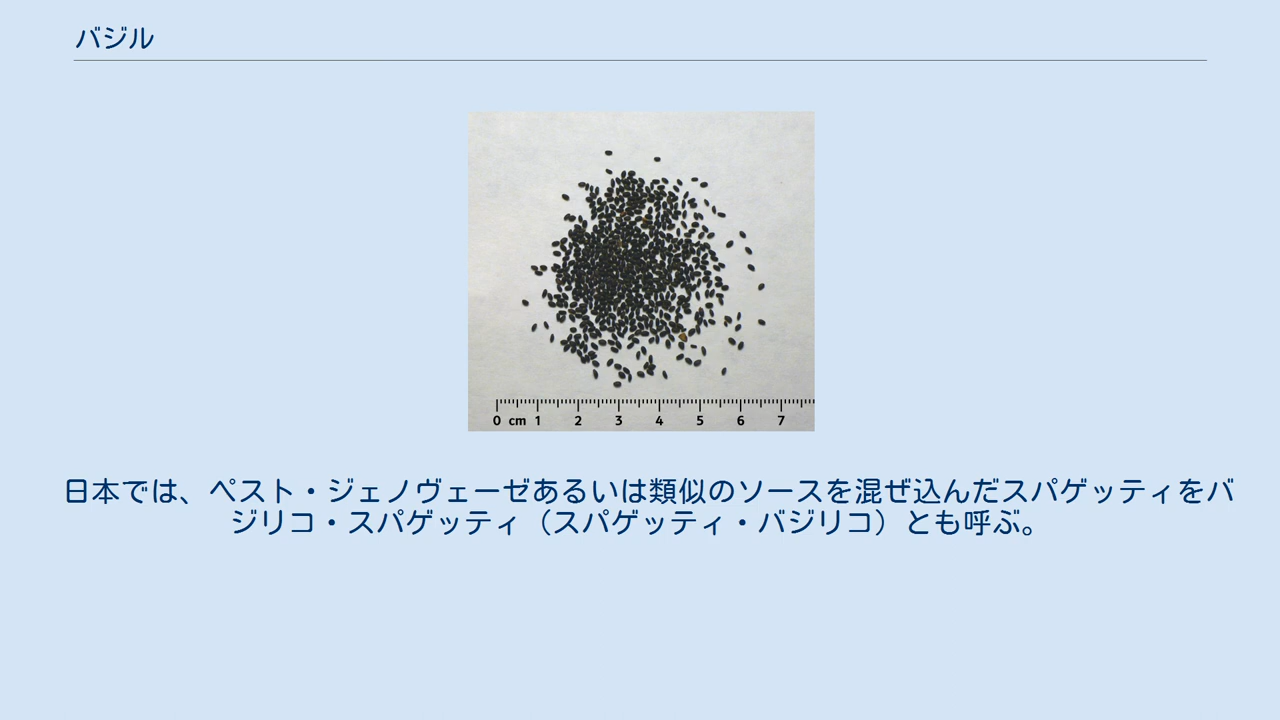 バジル
0 cm 1 2 3 4 5 6 7
日本では、ペスト・ジェノヴェーゼあるいは類似のソースを混ぜ込んだスパゲッティをバ
ジリコ・スパゲッティ（スパゲッティ・バジリコ）とも呼ぶ。